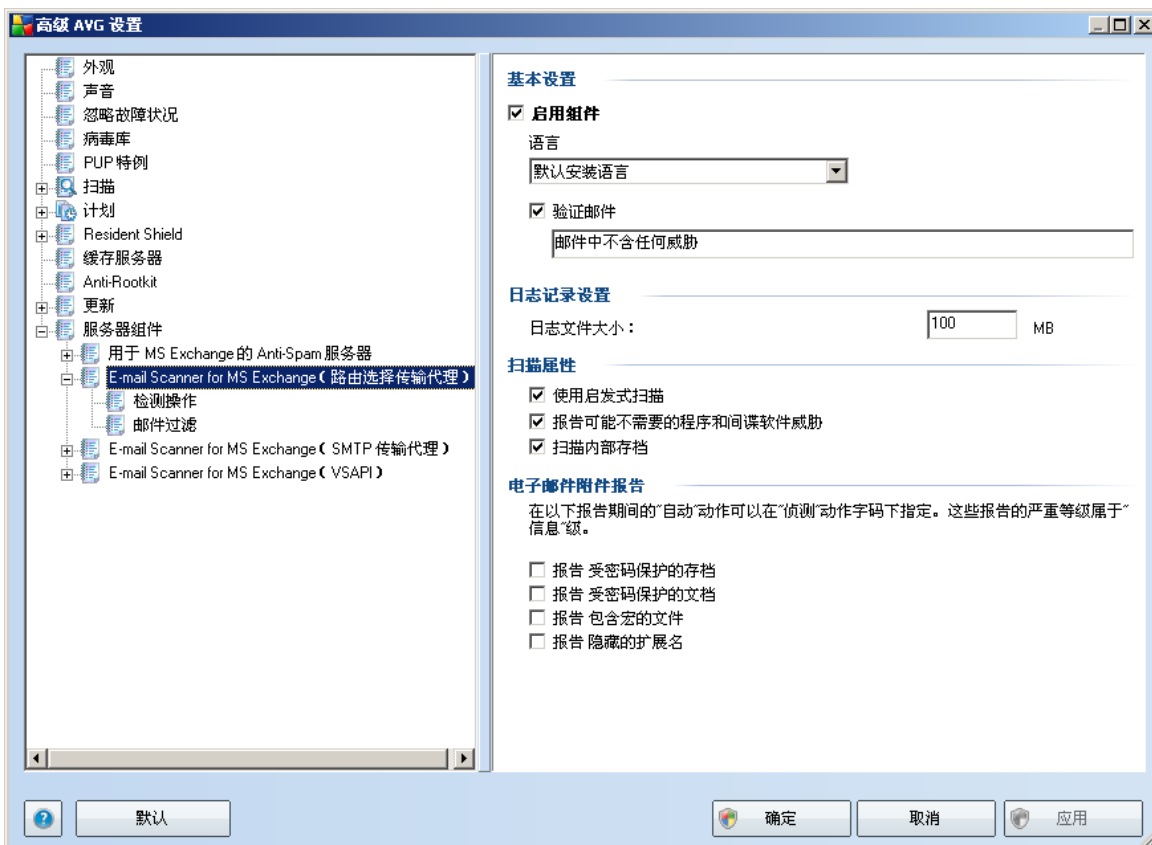 高级 AVG 设置
外观
声音
忽略故障状况
病毒库
PUP 特例
扫描
计划
Resident Shield
缓存服务器
Anti-Rootkit
更新
服务器组件
用于 MS Exchange 的 Anti-Spam 服务器
E-mail Scanner for MS Exchange（路由选择传输代理）
检测操作
邮件过滤
E-mail Scanner for MS Exchange（SMTP 传输代理）
E-mail Scanner for MS Exchange（VSAPI）
基本设置
启用组件
语言
默认安装语言
验证邮件
邮件中不含任何威胁
日志记录设置
日志文件大小： 100 MB
扫描属性
使用启发式扫描
报告可能不需要的程序和间谍软件威胁
扫描内部存档
电子邮件附件报告
在以下报告期间的"自动"动作可以在"侦测"动作字码下指定。这些报告的严重等级属于"
信息"级。
报告 受密码保护的存档
报告 受密码保护的文档
报告 包含宏的文件
报告 隐藏的扩展名
默认
确定
取消
应用